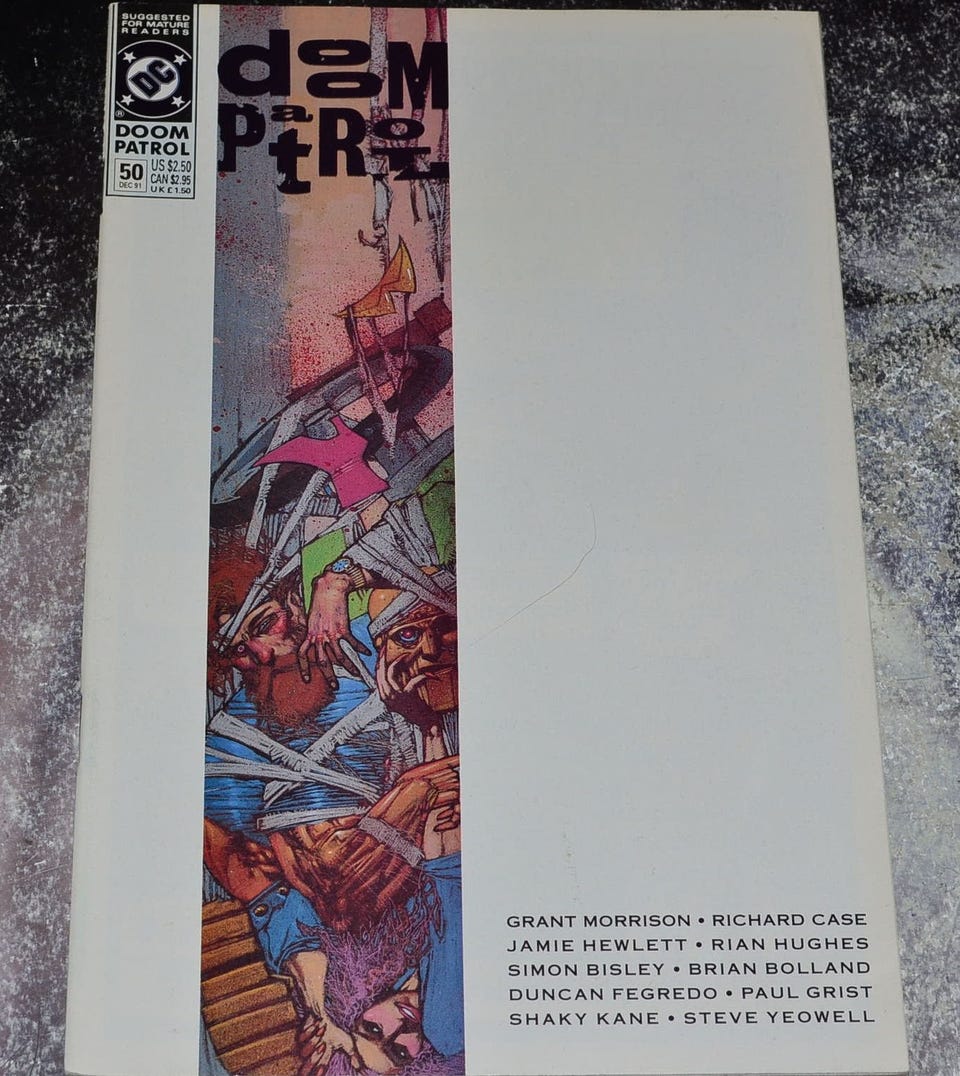 SUGGESTED
FOR MATURE
READERS
DC
®
DOOM
PATROL
50
DEC 91
US $2.50
CAN $2.95
UK £1.50
dooM
PatRoL
GRANT MORRISON • RICHARD CASE
JAMIE HEWLETT • RIAN HUGHES
SIMON BISLEY • BRIAN BOLLAND
DUNCAN FEGREDO • PAUL GRIST
SHAKY KANE • STEVE YEOWELL